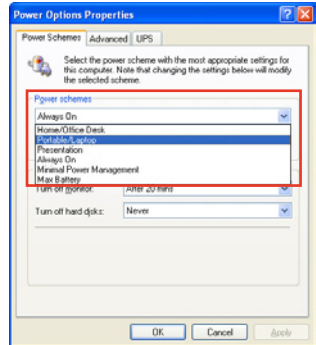 Power Options Properties
Power Schemes Advanced UPS
Select the power scheme with the most appropriate settings for
this computer. Note that changing the settings below will modify
the selected scheme.
Power schemes
Always On
Home/Office Desk
Portable/Laptop
Presentation
Always On
Minimal Power Management
Max Battery
Turn off monitor: After 20 mins
Turn off hard disks: Never
OK Cancel Apply